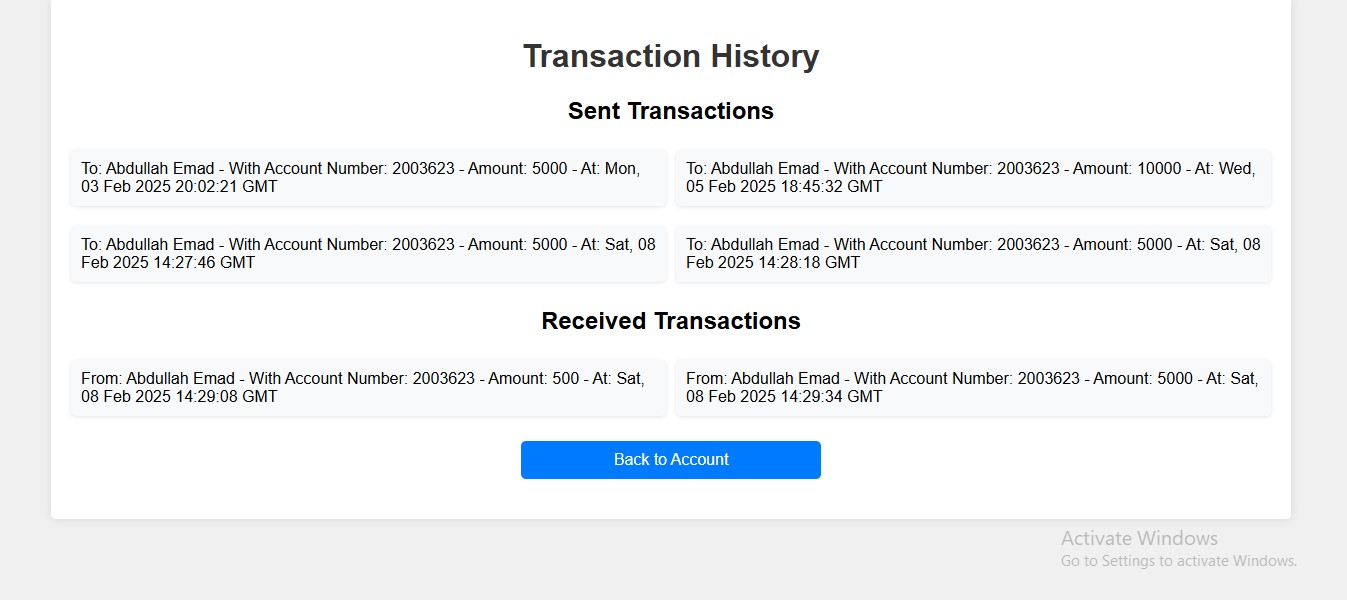 Transaction History
Sent Transactions
To: Abdullah Emad - With Account Number: 2003623 - Amount: 5000 - At: Mon,
03 Feb 2025 20:02:21 GMT
To: Abdullah Emad - With Account Number: 2003623 - Amount: 10000 - At: Wed,
05 Feb 2025 18:45:32 GMT
To: Abdullah Emad - With Account Number: 2003623 - Amount: 5000 - At: Sat, 08
Feb 2025 14:27:46 GMT
To: Abdullah Emad - With Account Number: 2003623 - Amount: 5000 - At: Sat, 08
Feb 2025 14:28:18 GMT
Received Transactions
From: Abdullah Emad - With Account Number: 2003623 - Amount: 500 - At: Sat,
08 Feb 2025 14:29:08 GMT
From: Abdullah Emad - With Account Number: 2003623 - Amount: 5000 - At: Sat,
08 Feb 2025 14:29:34 GMT
Back to Account
Activate Windows
Go to Settings to activate Windows.